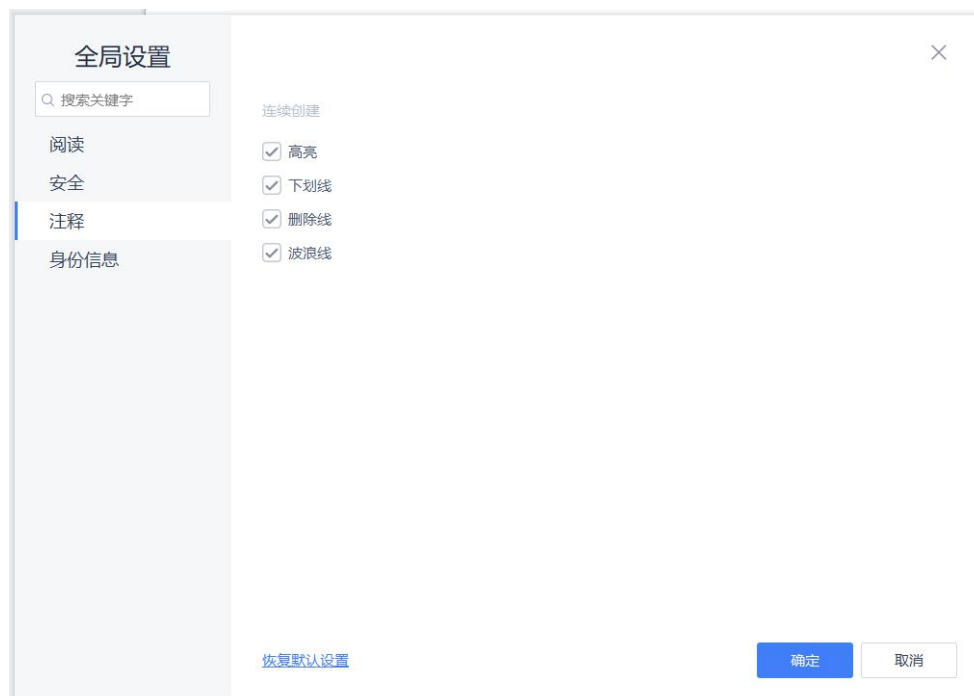 全局设置
搜索关键字
阅读
安全
注释
身份信息
连续创建
高亮
下划线
删除线
波浪线
恢复默认设置
确定
取消